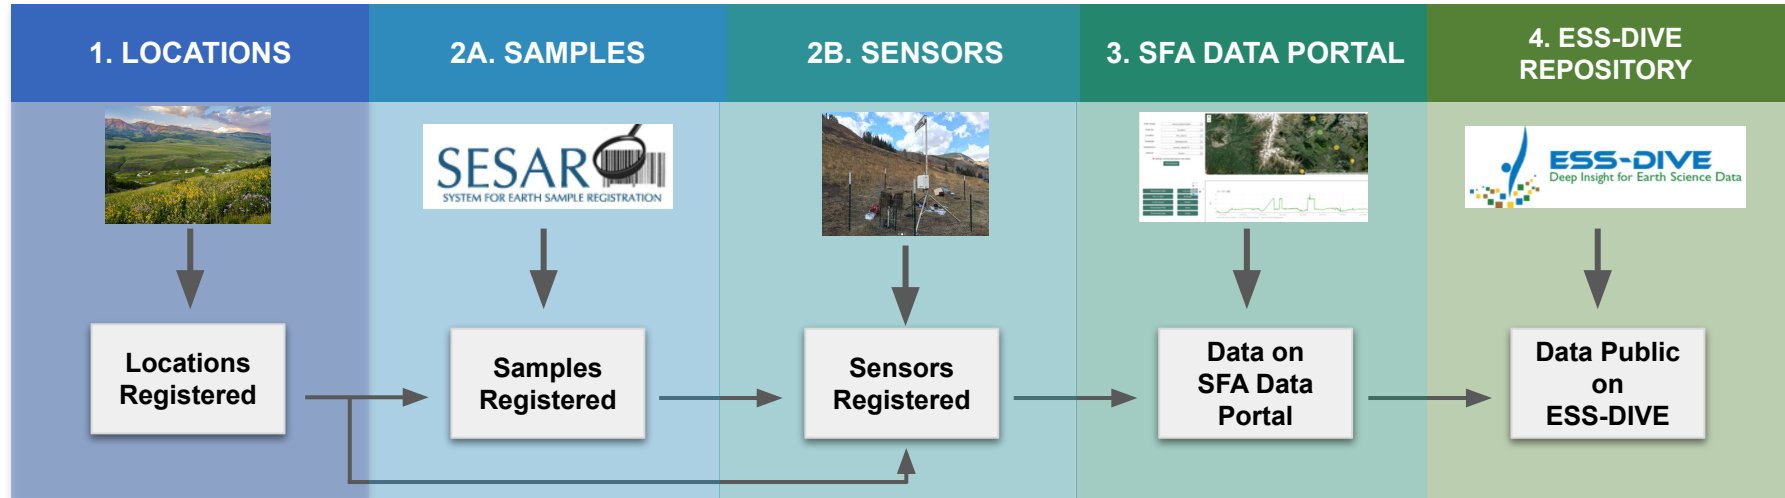 1. LOCATIONS
2A. SAMPLES
2B. SENSORS
3. SFA DATA PORTAL
4. ESS-DIVE
REPOSITORY
SESAR
SYSTEM FOR EARTH SAMPLE REGISTRATION
ESS-DIVE
Deep Insight for Earth Science Data
Locations
Registered
Samples
Registered
Sensors
Registered
Data on
SFA Data
Portal
Data Public
on
ESS-DIVE